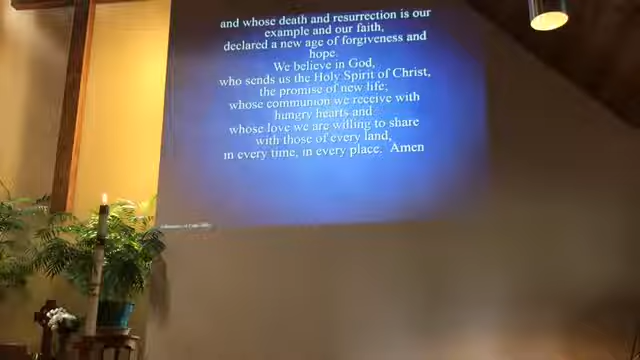 and whose death and resurrection is our
example and our faith,
declared a new age of forgiveness and
hope.
We believe in God,
who sends us the Holy Spirit of Christ,
the promise of new life;
whose communion we receive with
hungry hearts and
whose love we are willing to share
with those of every land,
in every time, in every place. Amen